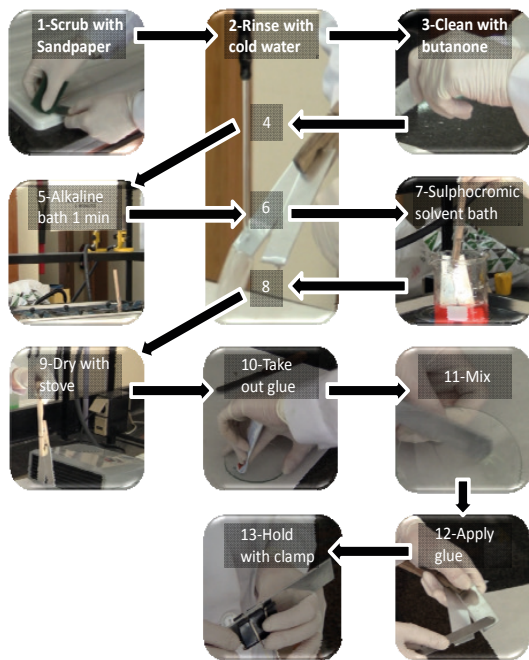 1-Scrub with
Sandpaper
2-Rinse with
cold water
3-Clean with
butanone
4
5-Alkaline
bath 1 min
6
7-Sulphocromic
solvent bath
8
9-Dry with
stove
10-Take
out glue
11-Mix
12-Apply
glue
13-Hold
with clamp